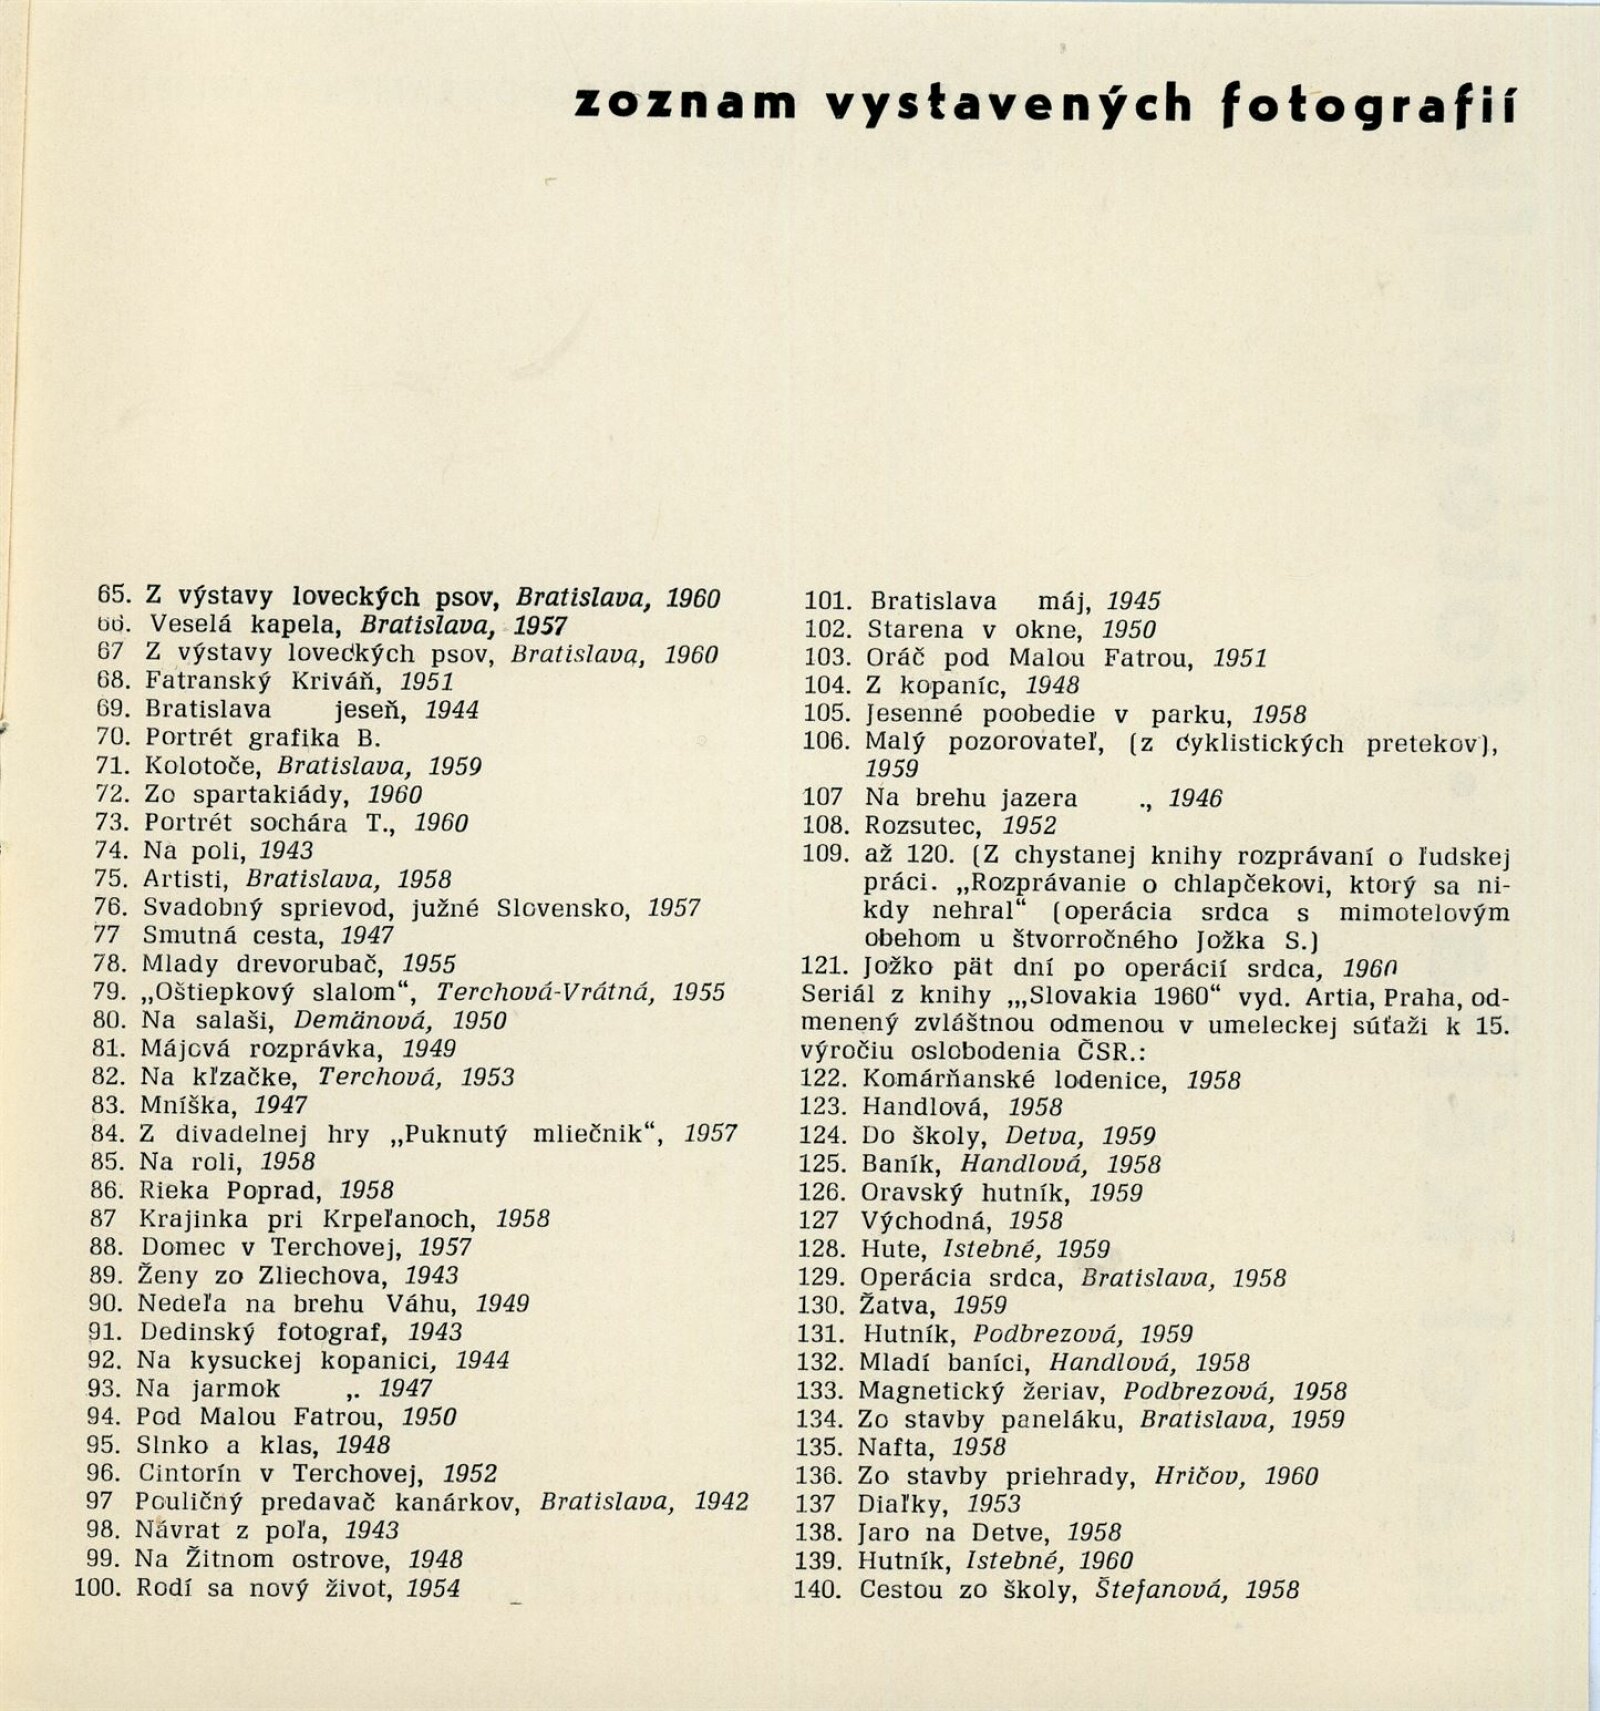 zoznam vystavených fotografií
65. Z výstavy loveckých psov, Bratislava, 1960
66. Veselá kapela, Bratislava, 1957
67 Z výstavy loveckých psov, Bratislava, 1960
68. Fatranský Kriváň, 1951
69. Bratislava jeseň, 1944
70. Portrét grafika B.
71. Kolotoče, Bratislava, 1959
72. Zo spartakiády, 1960
73. Portrét sochára T., 1960
74. Na poli, 1943
75. Artisti, Bratislava, 1958
76. Svadobný sprievod, južné Slovensko, 1957
77 Smutná cesta, 1947
78. Mlady drevorubač, 1955
79. „Oštiepkový slalom“, Terchová-Vrátná, 1955
80. Na salaši, Demänová, 1950
81. Májová rozprávka, 1949
82. Na kľzačke, Terchová, 1953
83. Mníška, 1947
84. Z divadelnej hry „Puknutý mliečnik“, 1957
85. Na roli, 1958
86. Rieka Poprad, 1958
87 Krajinka pri Krpeľanoch, 1958
88. Domec v Terchovej, 1957
89. Ženy zo Zliechova, 1943
90. Nedeľa na brehu Váhu, 1949
91. Dedinský fotograf, 1943
92. Na kysuckej kopanici, 1944
93. Na jarmok „. 1947
94. Pod Malou Fatrou, 1950
95. Slnko a klas, 1948
96. Cintorín v Terchovej, 1952
97 Pouličný predavač kanárkov, Bratislava, 1942
98. Návrat z poľa, 1943
99. Na Žitnom ostrove, 1948
100. Rodí sa nový život, 1954
101. Bratislava máj, 1945
102. Starena v okne, 1950
103. Oráč pod Malou Fatrou, 1951
104. Z kopaníc, 1948
105. Jesenné poobedie v parku, 1958
106. Malý pozorovateľ, (z cyklistických pretekov),
1959
107 Na brehu jazera ., 1946
108. Rozsutec, 1952
109. až 120. (Z chystanej knihy rozprávaní o ľudskej
práci. „Rozprávanie o chlapčekovi, ktorý sa ni-
kdy nehral“ (operácia srdca s mimotelovým
obehom u štvorročného Jožka S.)
121. Jožko pät dní po operácií srdca, 1960
Seriál z knihy „„Slovakia 1960“ vyd. Artia, Praha, od-
menený zvláštnou odmenou v umeleckej súťaži k 15.
výročiu oslobodenia ČSR.:
122. Komárňanské lodenice, 1958
123. Handlová, 1958
124. Do školy, Detva, 1959
125. Baník, Handlová, 1958
126. Oravský hutník, 1959
127 Východná, 1958
128. Hute, Istebné, 1959
129. Operácia srdca, Bratislava, 1958
130. Žatva, 1959
131. Hutník, Podbrezová, 1959
132. Mladí baníci, Handlová, 1958
133. Magnetický žeriav, Podbrezová, 1958
134. Zo stavby paneláku, Bratislava, 1959
135. Nafta, 1958
136. Zo stavby priehrady, Hričov, 1960
137 Diaľky, 1953
138. Jaro na Detve, 1958
139. Hutník, Istebné, 1960
140. Cestou zo školy, Štefanová, 1958